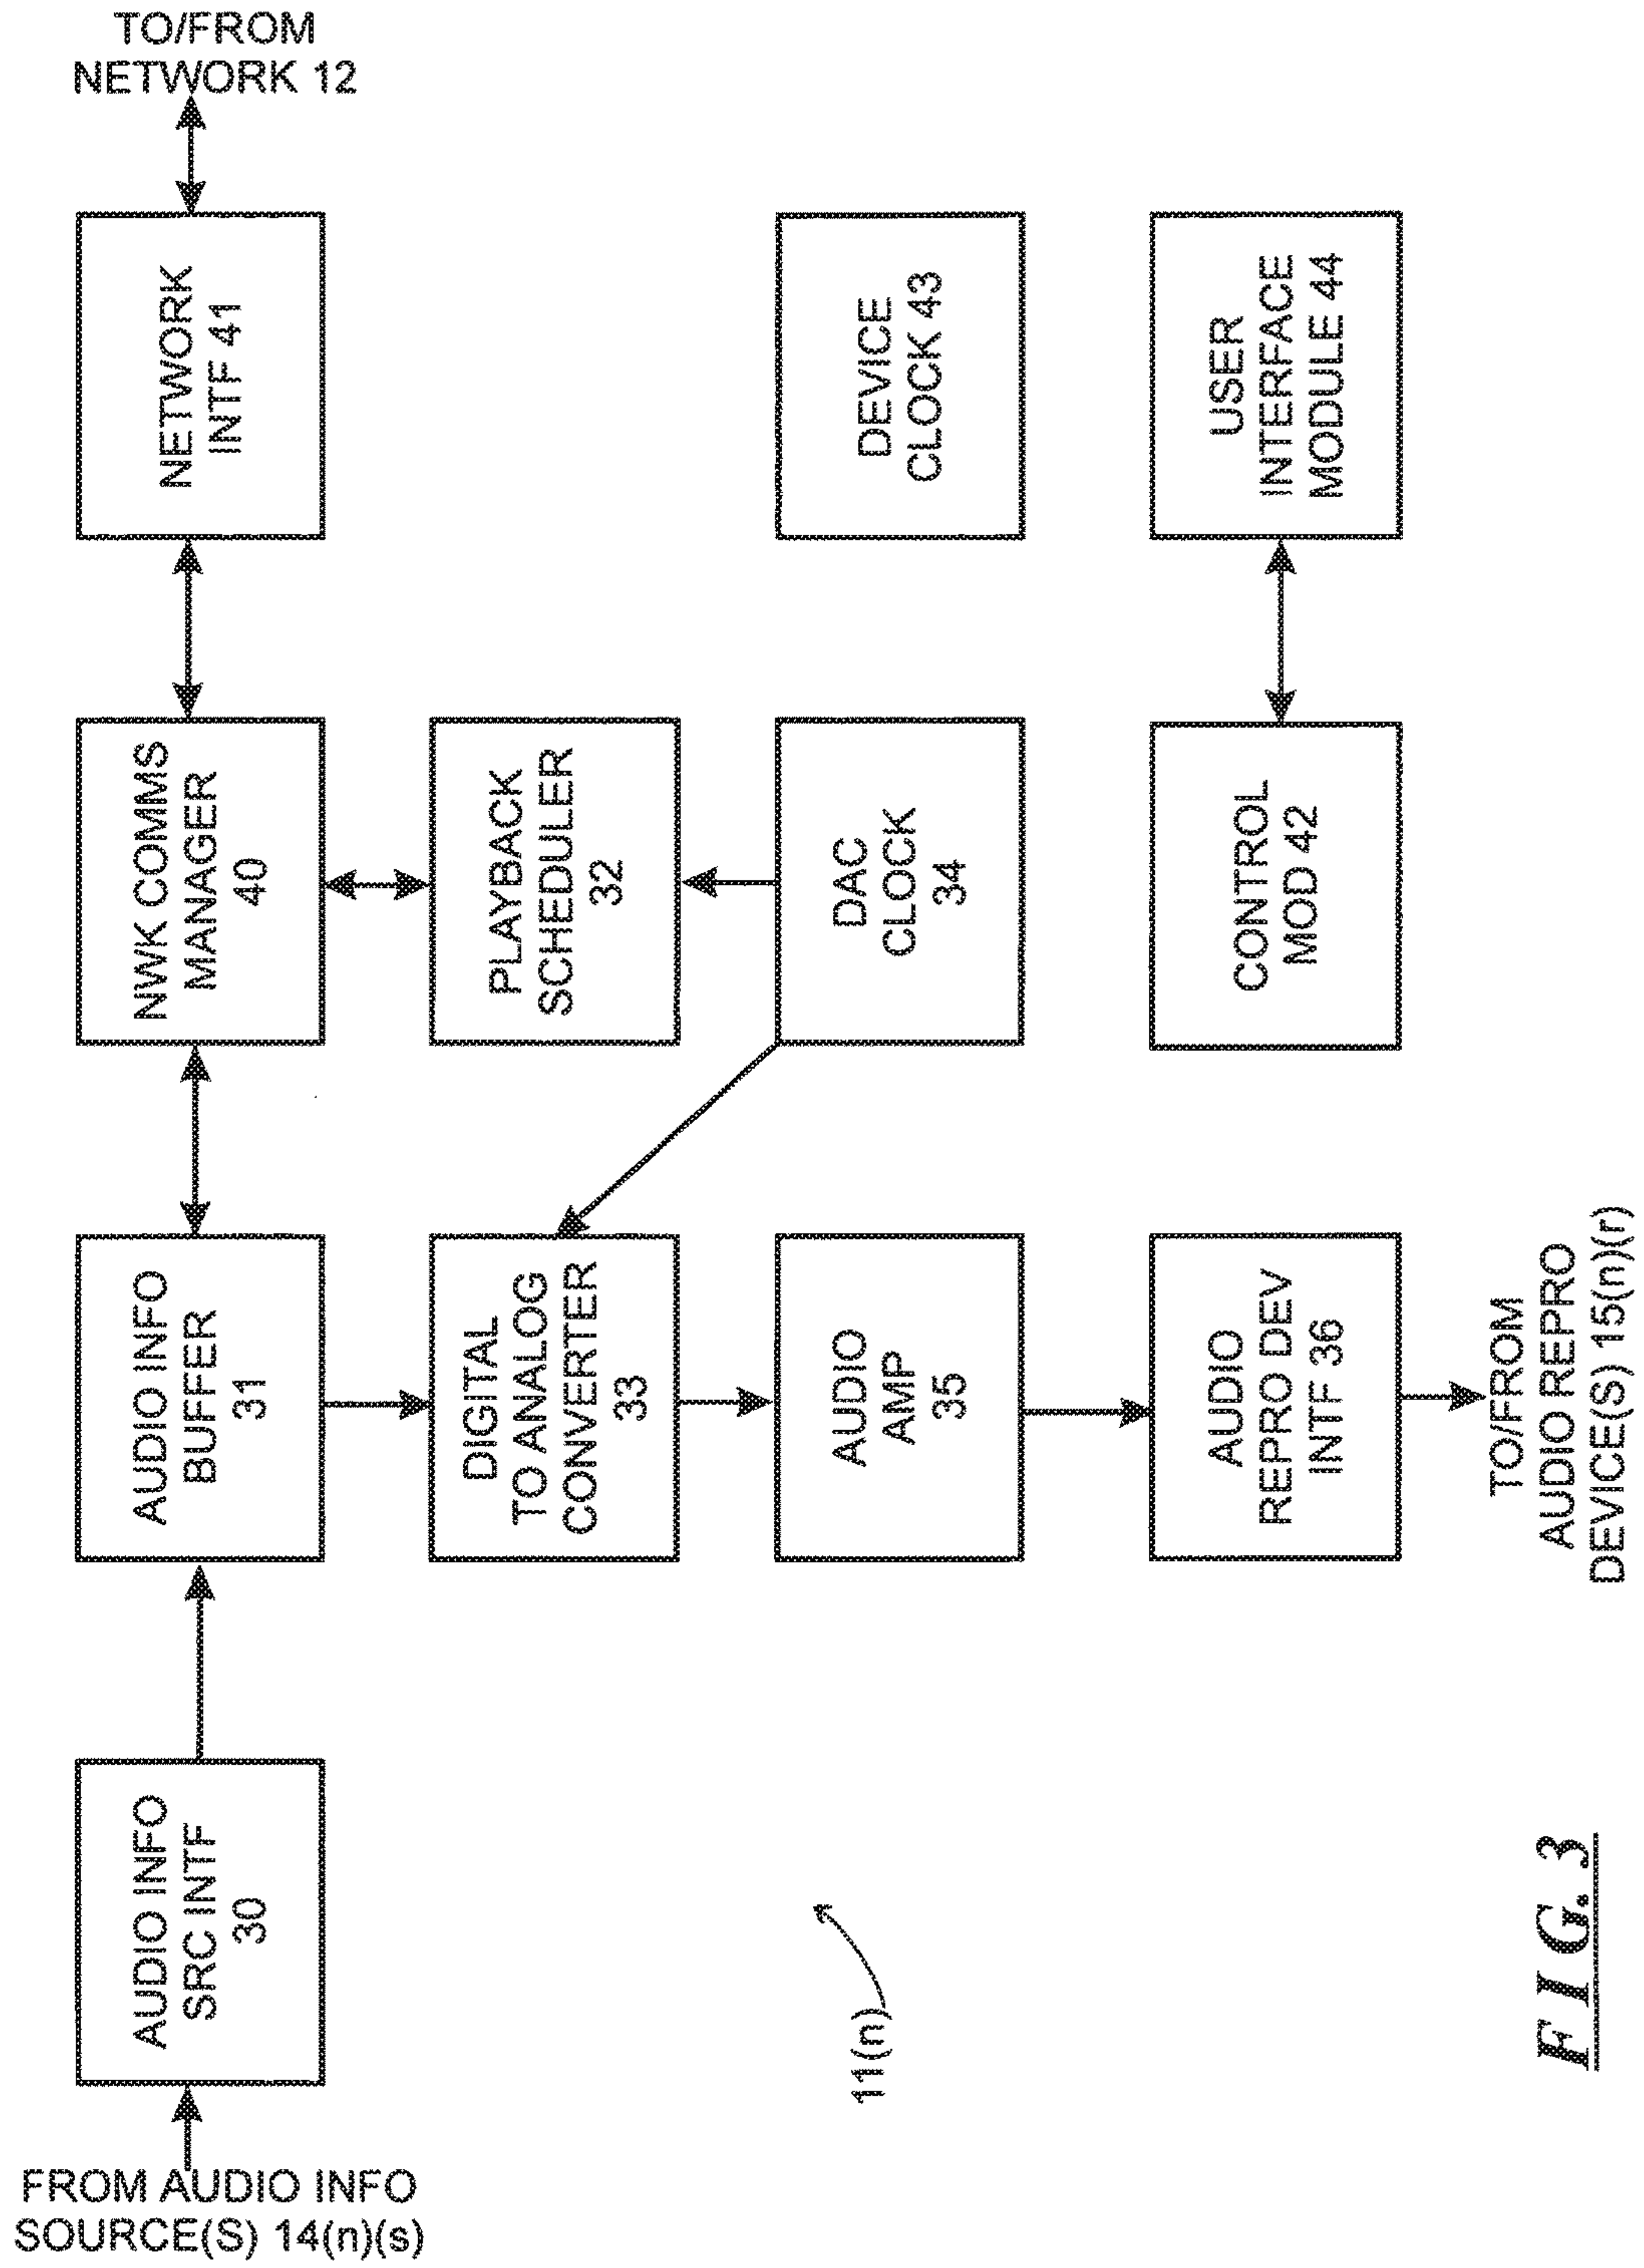 TO/FROM
NETWORK 12
NETWORK
INTF 41
DEVICE
CLOCK 43
USER
INTERFACE
MODULE 44
NWK COMMS
MANAGER
40
PLAYBACK
SCHEDULER
32
DAC
CLOCK
34
CONTROL
MOD 42
AUDIO INFO
BUFFER
31
DIGITAL
TO ANALOG
CONVERTER
33
AUDIO
AMP
35
AUDIO
REPRO DEV
INTF 36
TO/FROM
AUDIO REPRO
DEVICE(S) 15(n)(r)
AUDIO INFO
SRC INTF
30
11(n)
FROM AUDIO INFO
SOURCE(S) 14(n)(s)
FIG. 3